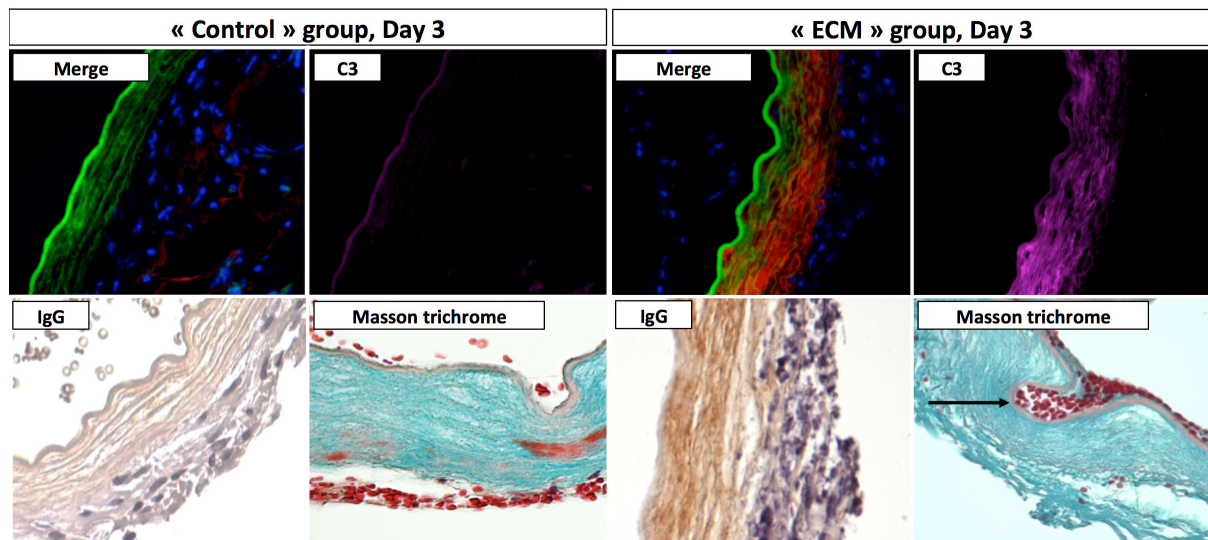 « Control » group, Day 3
« ECM » group, Day 3
Merge
C3
Merge
C3
IgG
Masson trichrome
IgG
Masson trichrome